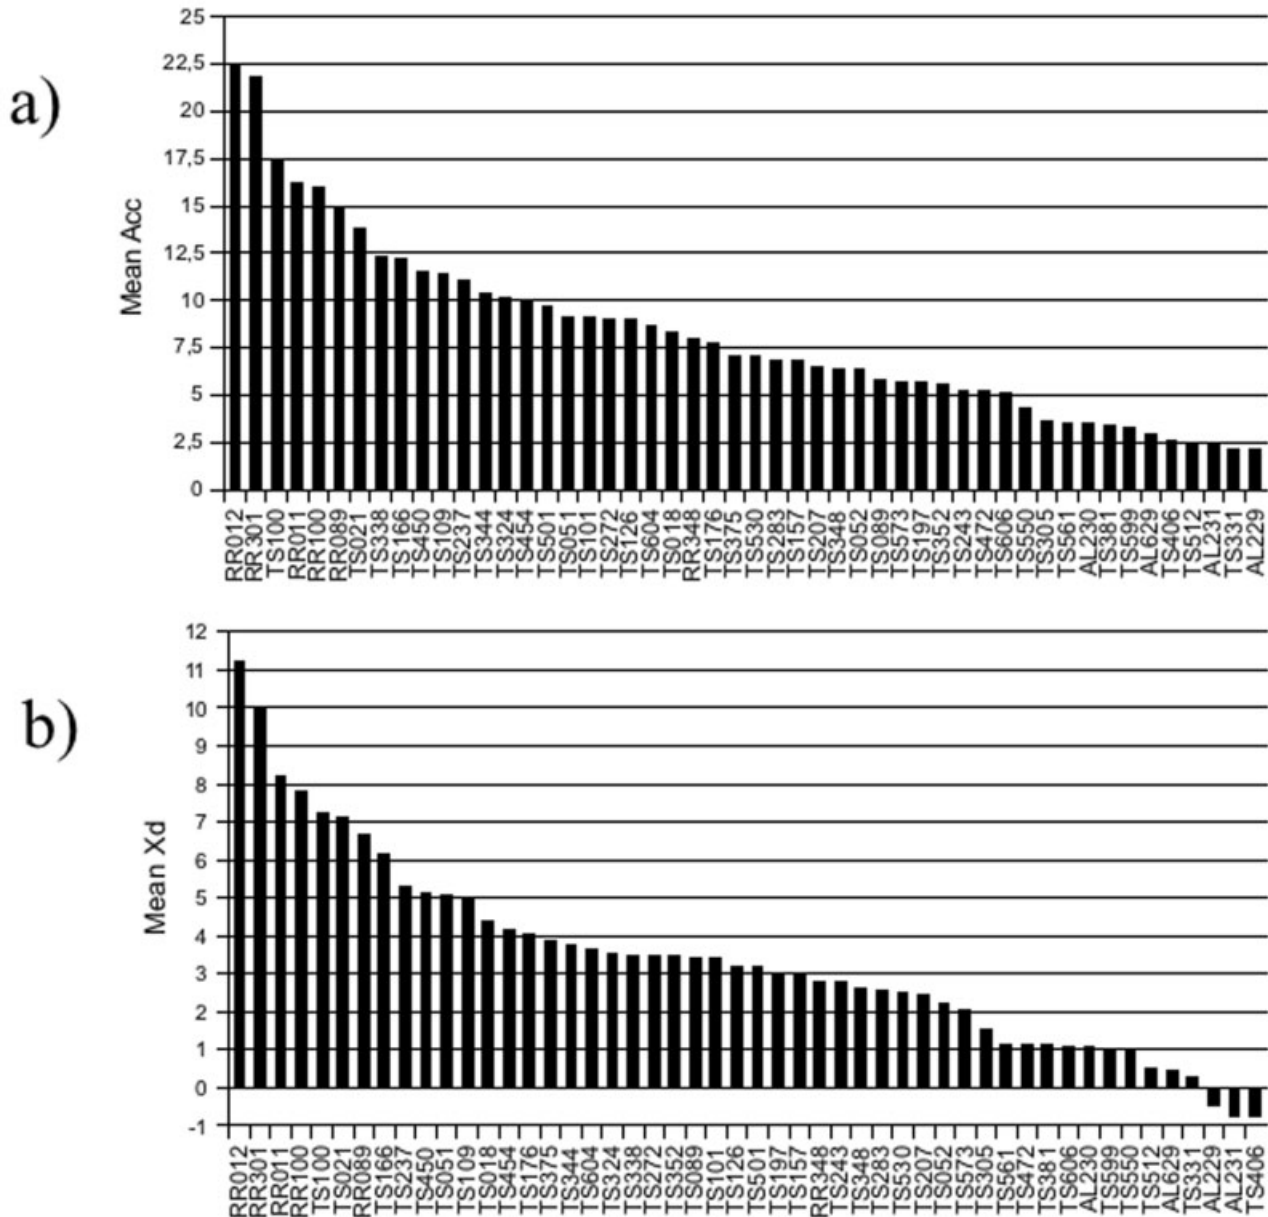 a)
Mean Acc
25
22,5
20
17,5
15
12,5
10
7,5
5
2,5
0
RR012
RR301
TS100
RR011
RR100
RR089
TS021
TS338
TS166
TS450
TS109
TS237
TS344
TS324
TS454
TS501
TS051
TS101
TS272
TS126
TS604
TS018
RR348
TS176
TS375
TS530
TS283
TS157
TS207
TS348
TS052
TS089
TS573
TS197
TS352
TS243
TS472
TS606
TS550
TS305
TS561
AL230
TS381
TS599
AL629
TS406
TS512
AL231
TS331
AL229
b)
Mean Xd
12
11
10
9
8
7
6
5
4
3
2
1
0
-1
RR012
RR301
RR011
RR100
TS100
TS021
RR089
TS166
TS237
TS450
TS051
TS109
TS018
TS454
TS176
TS375
TS344
TS604
TS324
TS338
TS272
TS352
TS089
TS101
TS126
TS501
TS197
TS157
RR348
TS243
TS348
TS283
TS530
TS207
TS052
TS573
TS305
TS561
TS472
TS381
TS606
AL230
TS599
TS550
TS512
AL629
TS331
AL229
AL231
TS406